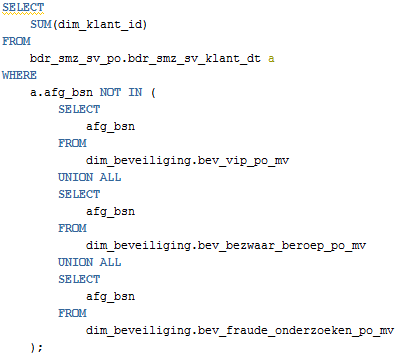 SELECT
SUM(dim_klant_id)
FROM
bdr_smz_sv_po.bdr_smz_sv_klant_dt a
WHERE
a.afg_bsn NOT IN (
SELECT
afg_bsn
FROM
dim_beveiliging.bev_vip_po_mv
UNION ALL
SELECT
afg_bsn
FROM
dim_beveiliging.bev_bezwaar_beroep_po_mv
UNION ALL
SELECT
afg_bsn
FROM
dim_beveiliging.bev_fraude_onderzoeken_po_mv
);